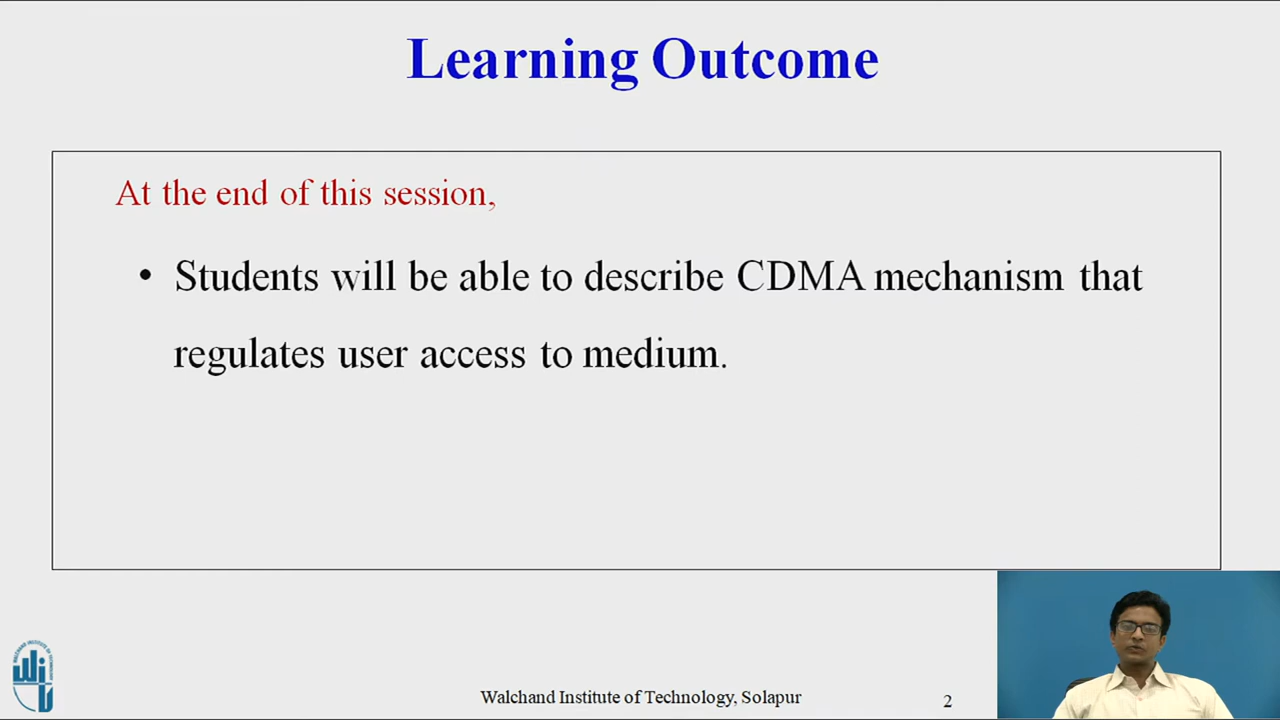 Learning Outcome
At the end of this session,
• Students will be able to describe CDMA mechanism that
regulates user access to medium.
Walchand Institute of Technology, Solapur
2